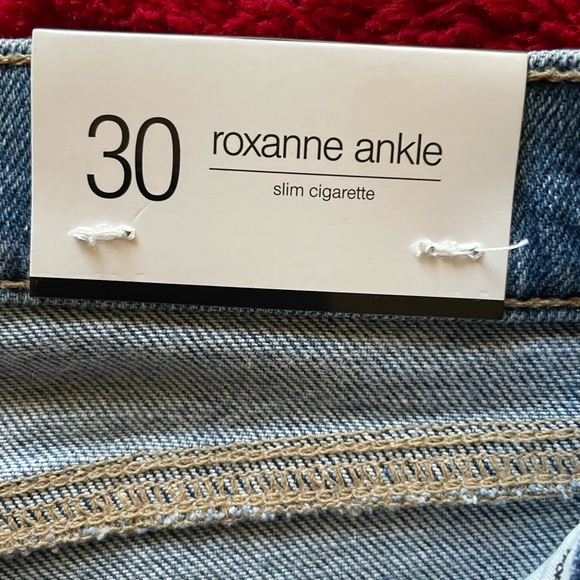 30
roxanne ankle
slim cigarette